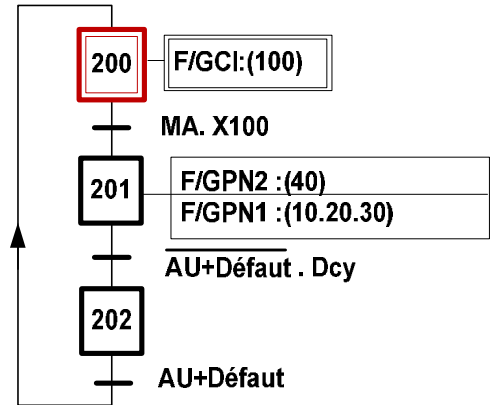 200 F/GCI:(100)
MA. X100
201 F/GPN2 :(40)
F/GPN1 :(10.20.30)
AU+Défaut . Dcy
202
AU+Défaut